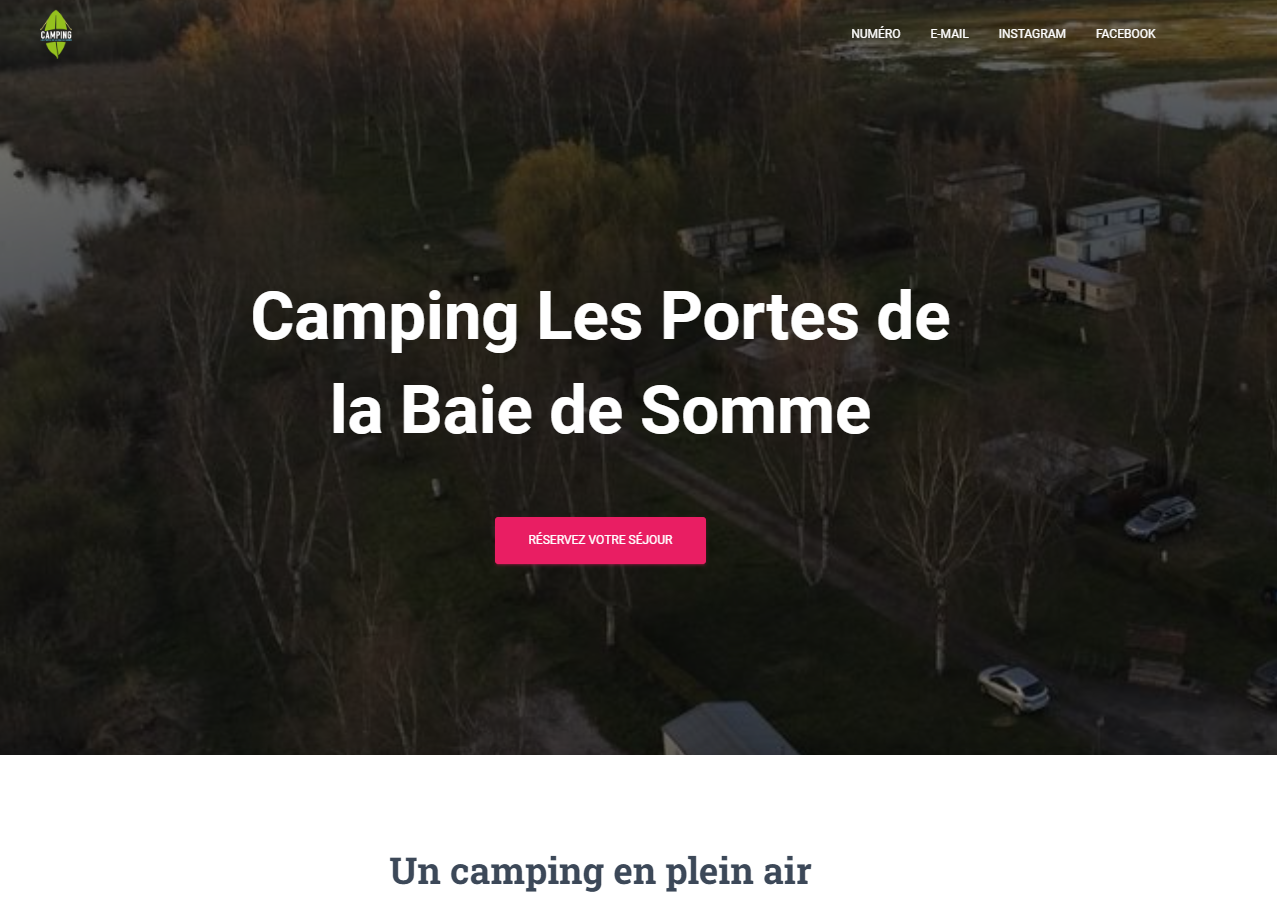 CAMPING
NUMÉRO E-MAIL INSTAGRAM FACEBOOK
Camping Les Portes de
la Baie de Somme
RÉSERVEZ VOTRE SÉJOUR
Un camping en plein air